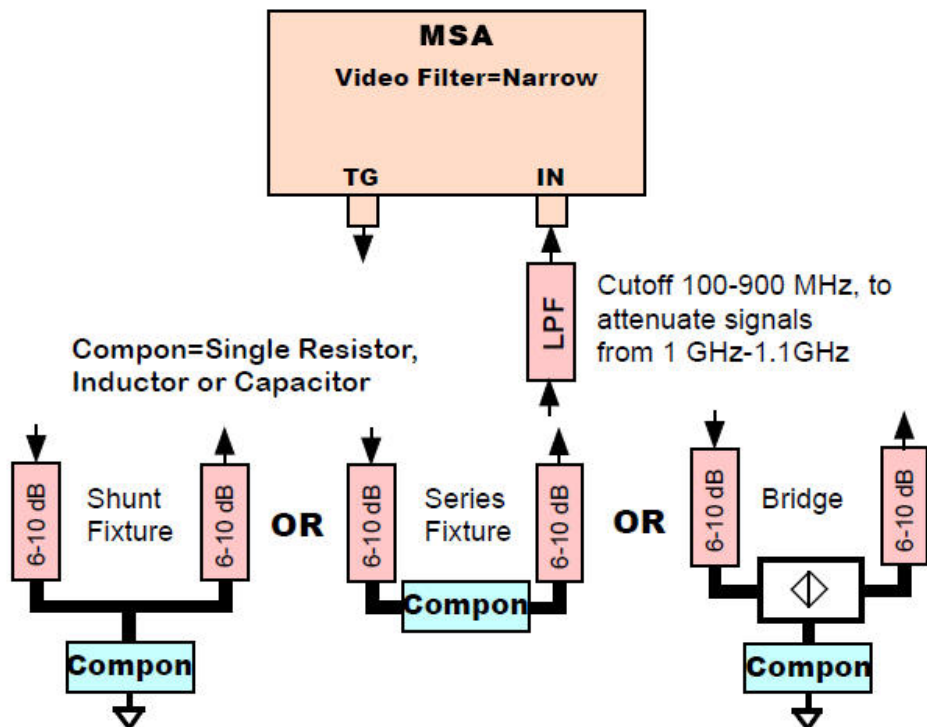 MSA
Video Filter=Narrow
TG
IN
LPF
Cutoff 100-900 MHz, to
attenuate signals
from 1 GHz-1.1GHz
Compon=Single Resistor,
Inductor or Capacitor
6-10 dB
Shunt
Fixture
6-10 dB
OR
6-10 dB
Series
Fixture
6-10 dB
OR
6-10 dB
Bridge
6-10 dB
Compon
Compon
Compon